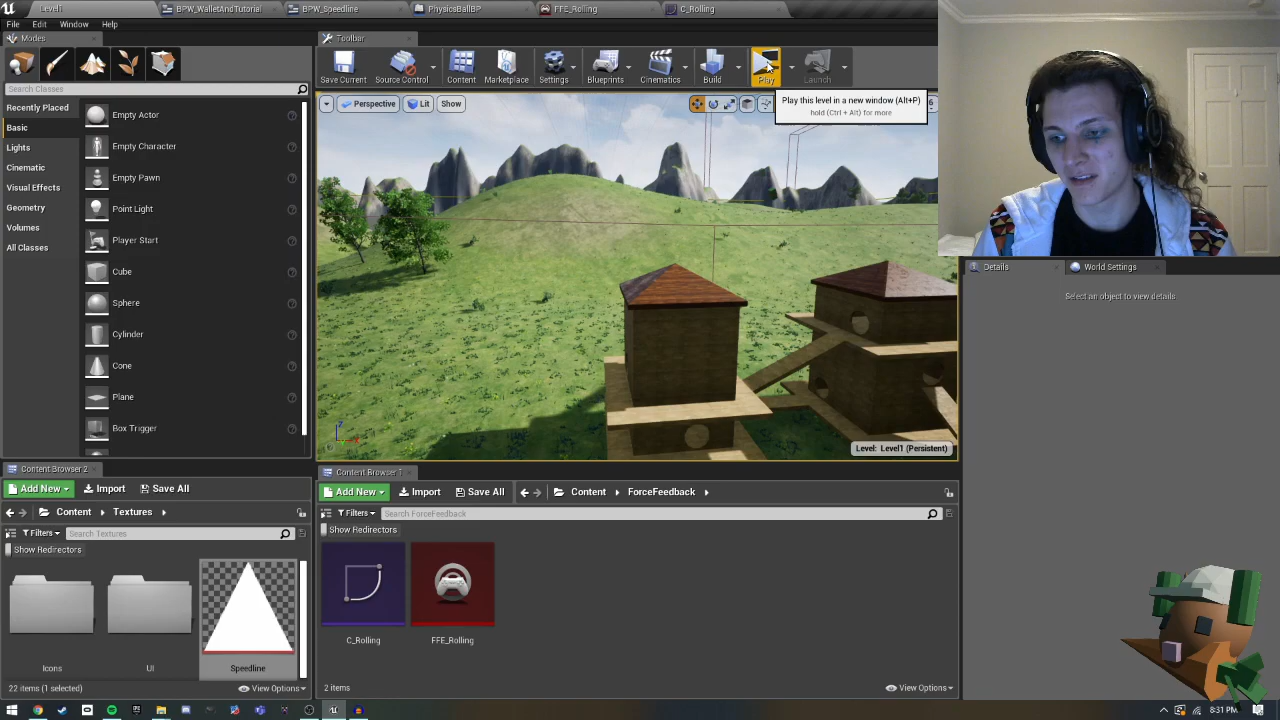 Level1
BPW_WalletAndTutorial
BPW_Speedline
PhysicsBallBP
FFE_Rolling
C_Rolling
File
Edit
Window
Help
Modes
Toolbar
Save Current
Source Control
Content
Marketplace
Settings
Blueprints
Cinematics
Build
Play
Launch
Search Classes
Perspective
Lit
Show
Play this level in a new window (Alt+P)
hold (Ctrl + Alt) for more
Recently Placed
Basic
Lights
Cinematic
Visual Effects
Geometry
Volumes
All Classes
Empty Actor
Empty Character
Empty Pawn
Point Light
Player Start
Cube
Sphere
Cylinder
Cone
Plane
Box Trigger
Level: Level1 (Persistent)
Details
World Settings
Select an object to view details
Content Browser 2
Add New
Import
Save All
Content
Textures
Filters
Search Textures
Show Redirectors
Icons
UI
Speedline
22 items (1 selected)
View Options
Content Browser 1
Add New
Import
Save All
Content
ForceFeedback
Filters
Search ForceFeedback
Show Redirectors
C_Rolling
FFE_Rolling
2 items
View Options
8:31 PM